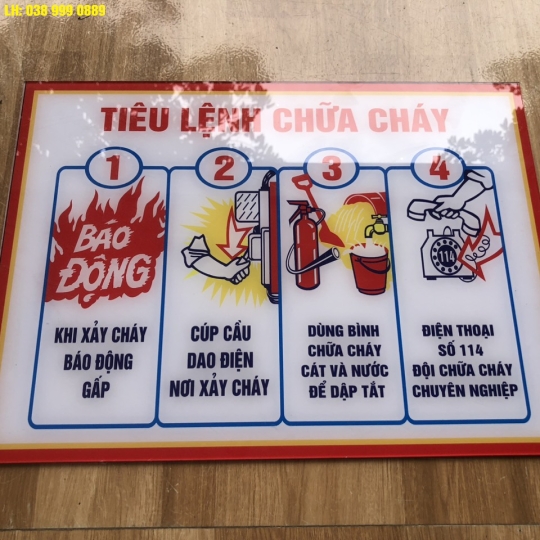 LH: 038 999 0889
TIÊU LỆNH CHỮA CHÁY
1
BÁO
ĐỘNG
KHI XẢY CHÁY
BÁO ĐỘNG
GẤP
2
CÚP CẦU
DAO ĐIỆN
NƠI XẢY CHÁY
3
DÙNG BÌNH
CHỮA CHÁY
CÁT VÀ NƯỚC
ĐỂ DẬP TẮT
4
114
ĐIỆN THOẠI
SỐ 114
ĐỘI CHỮA CHÁY
CHUYÊN NGHIỆP